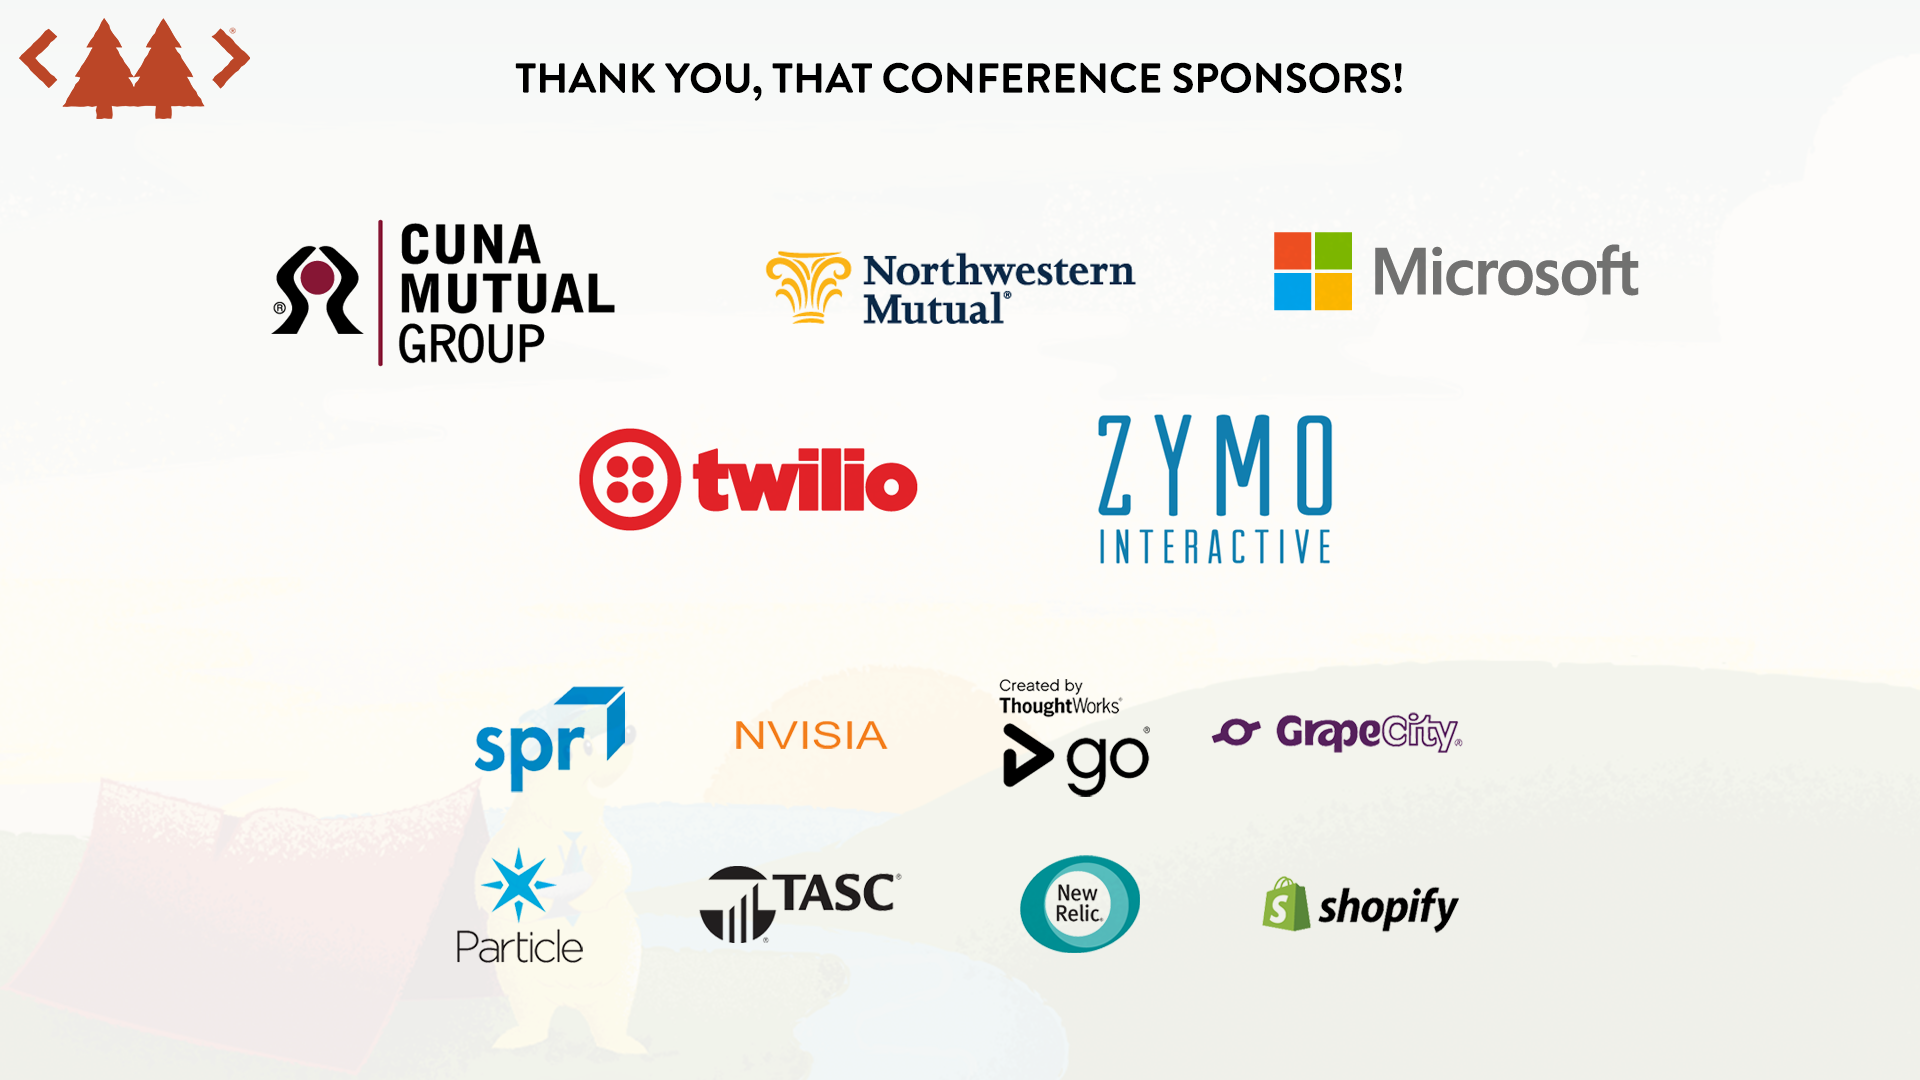 THANK YOU, THAT CONFERENCE SPONSORS!
®
CUNA
MUTUAL
GROUP
®
Northwestern
Mutual®
Microsoft
twilio
ZYMO
INTERACTIVE
spr
NVISIA
Created by
ThoughtWorks®
go®
GrapeCity®
Particle
TASC®
®
New
Relic®
S
shopify